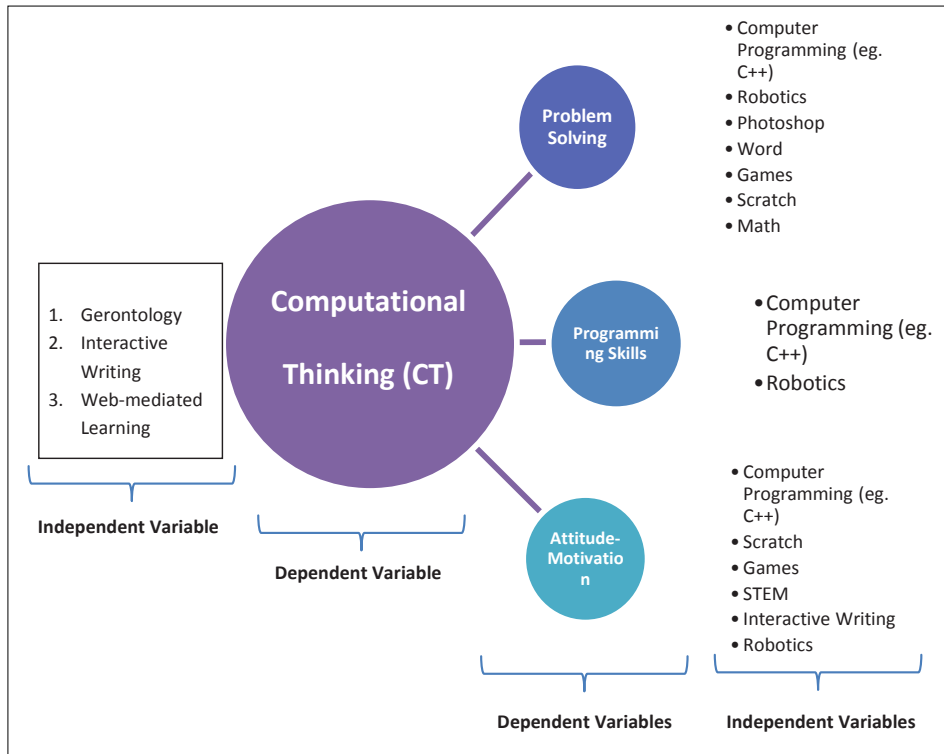 • Computer
Programming (eg.
C++)
• Robotics
• Photoshop
• Word
• Games
• Scratch
• Math
Problem
Solving
1. Gerontology
2. Interactive
Writing
3. Web-mediated
Learning
Computational
Thinking (CT)
Programmi
ng Skills
• Computer
Programming (eg.
C++)
• Robotics
Attitude-
Motivatio
n
• Computer
Programming (eg.
C++)
• Scratch
• Games
• STEM
• Interactive Writing
• Robotics
Independent Variable
Dependent Variable
Dependent Variables
Independent Variables